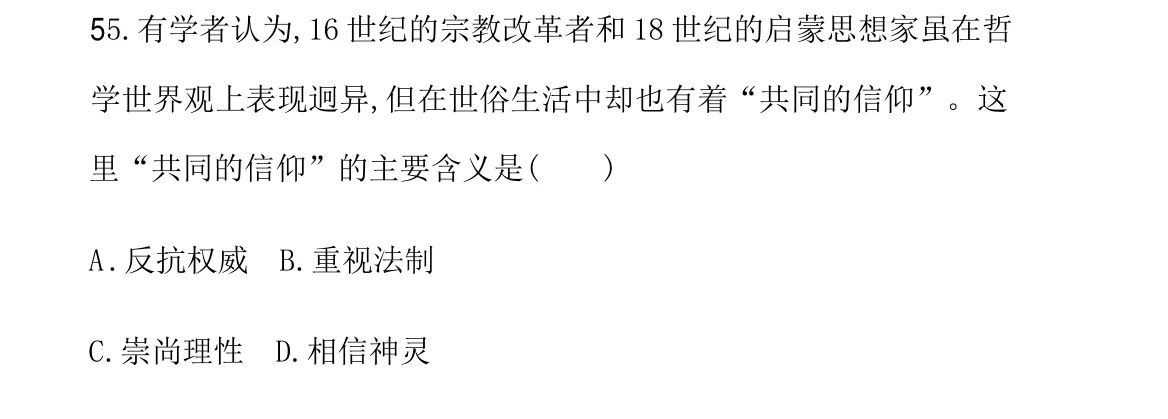 55.有学者认为,16世纪的宗教改革者和18世纪的启蒙思想家虽在哲
学世界观上表现迥异,但在世俗生活中却也有着“共同的信仰”。这
里“共同的信仰”的主要含义是(　　)
A.反抗权威　B.重视法制
C.崇尚理性　D.相信神灵